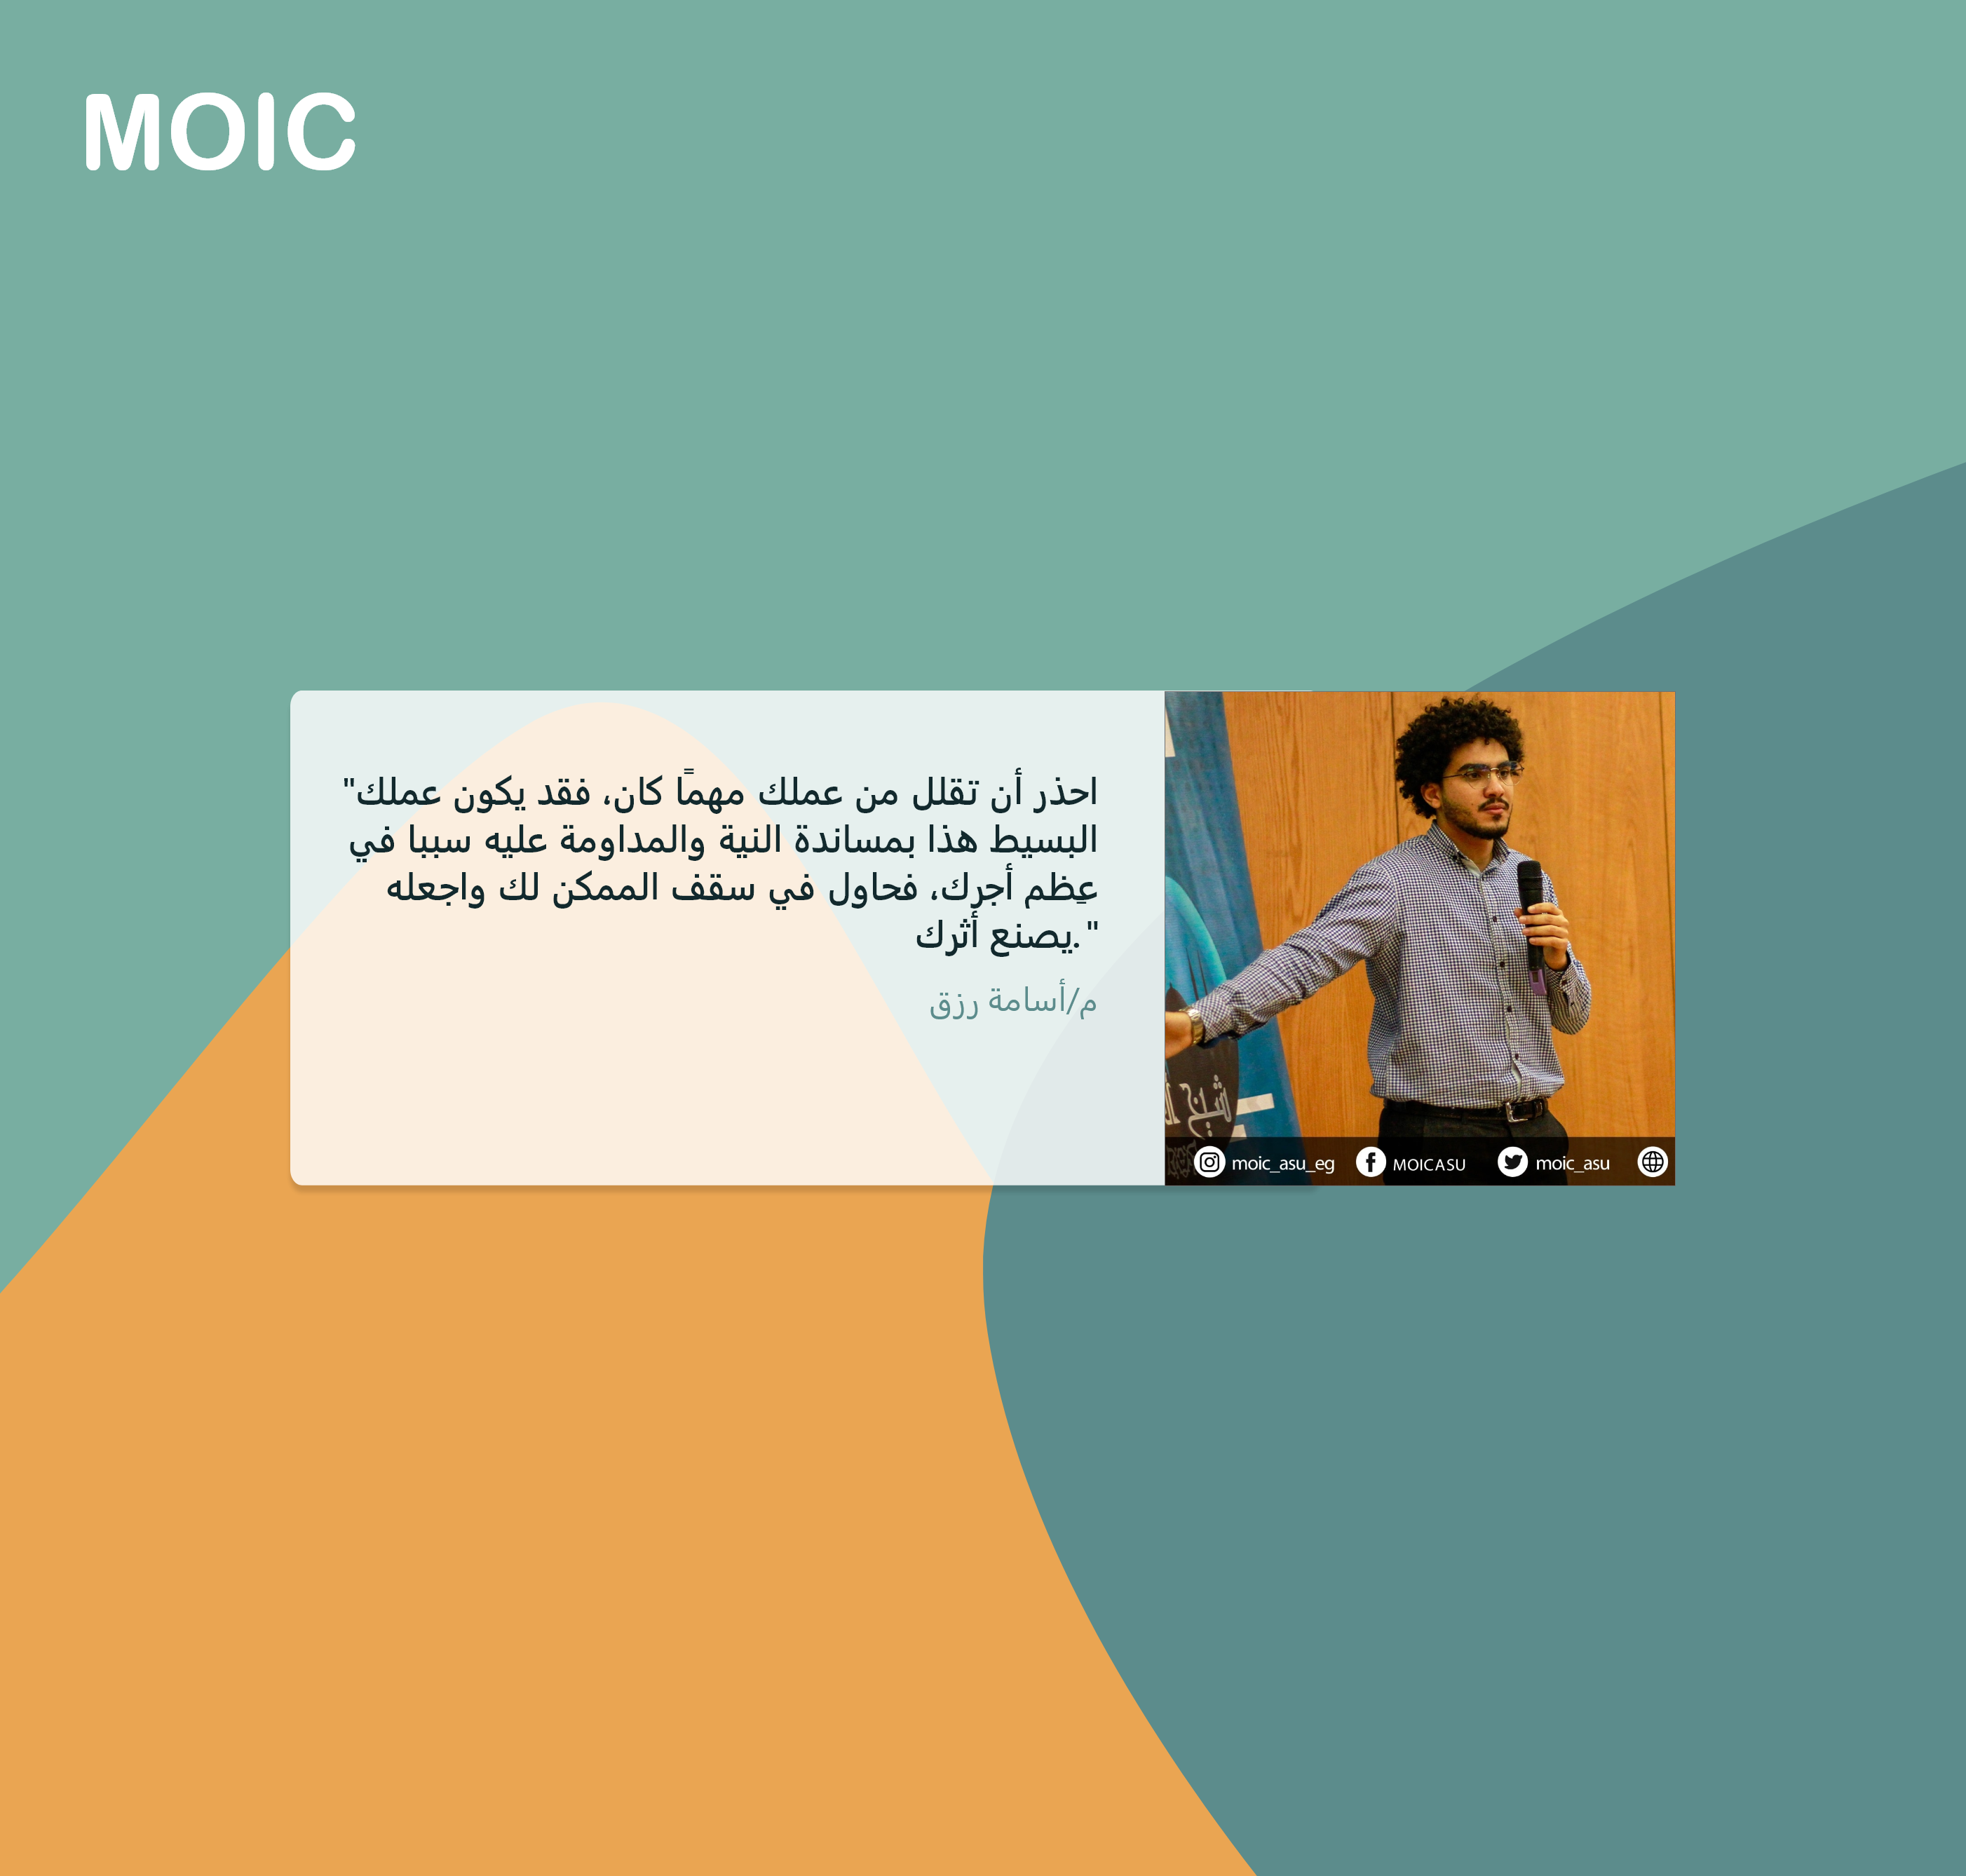 MOIC
"احذر أن تقلل من عملك مهماً كان، فقد يكون عملك
البسيط هذا بمساندة النية والمداومة عليه سببا في
عِظم أجرك، فحاول في سقف الممكن لك واجعله
يصنع أثرك."
م/أسامة رزق
شيخ
moic_asu_eg MOICASU moic_asu